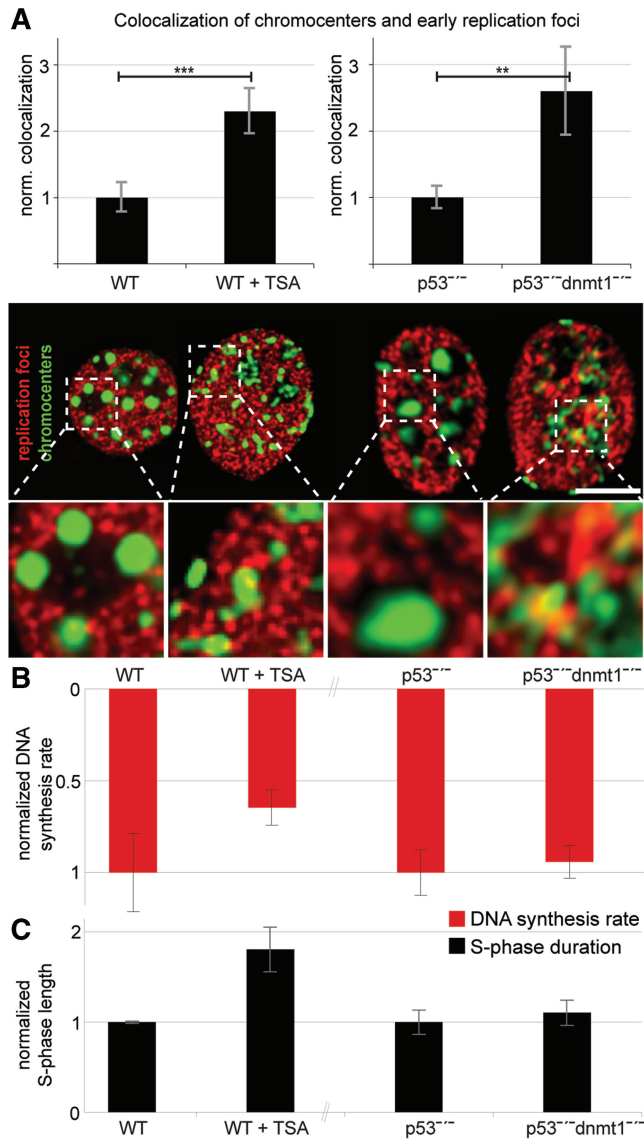 A
Colocalization of chromocenters and early replication foci
norm. colocalization
3
2
1
***
WT
WT + TSA
norm. colocalization
3
2
1
**
p53⁻′⁻
p53⁻′⁻dnmt1⁻′⁻
replication foci
chromocenters
B
WT
WT + TSA
//
p53⁻′⁻
p53⁻′⁻dnmt1⁻′⁻
normalized DNA
synthesis rate
0
0.5
1
DNA synthesis rate
S-phase duration
C
normalized
S-phase length
2
1
0
WT
WT + TSA
//
p53⁻′⁻
p53⁻′⁻dnmt1⁻′⁻